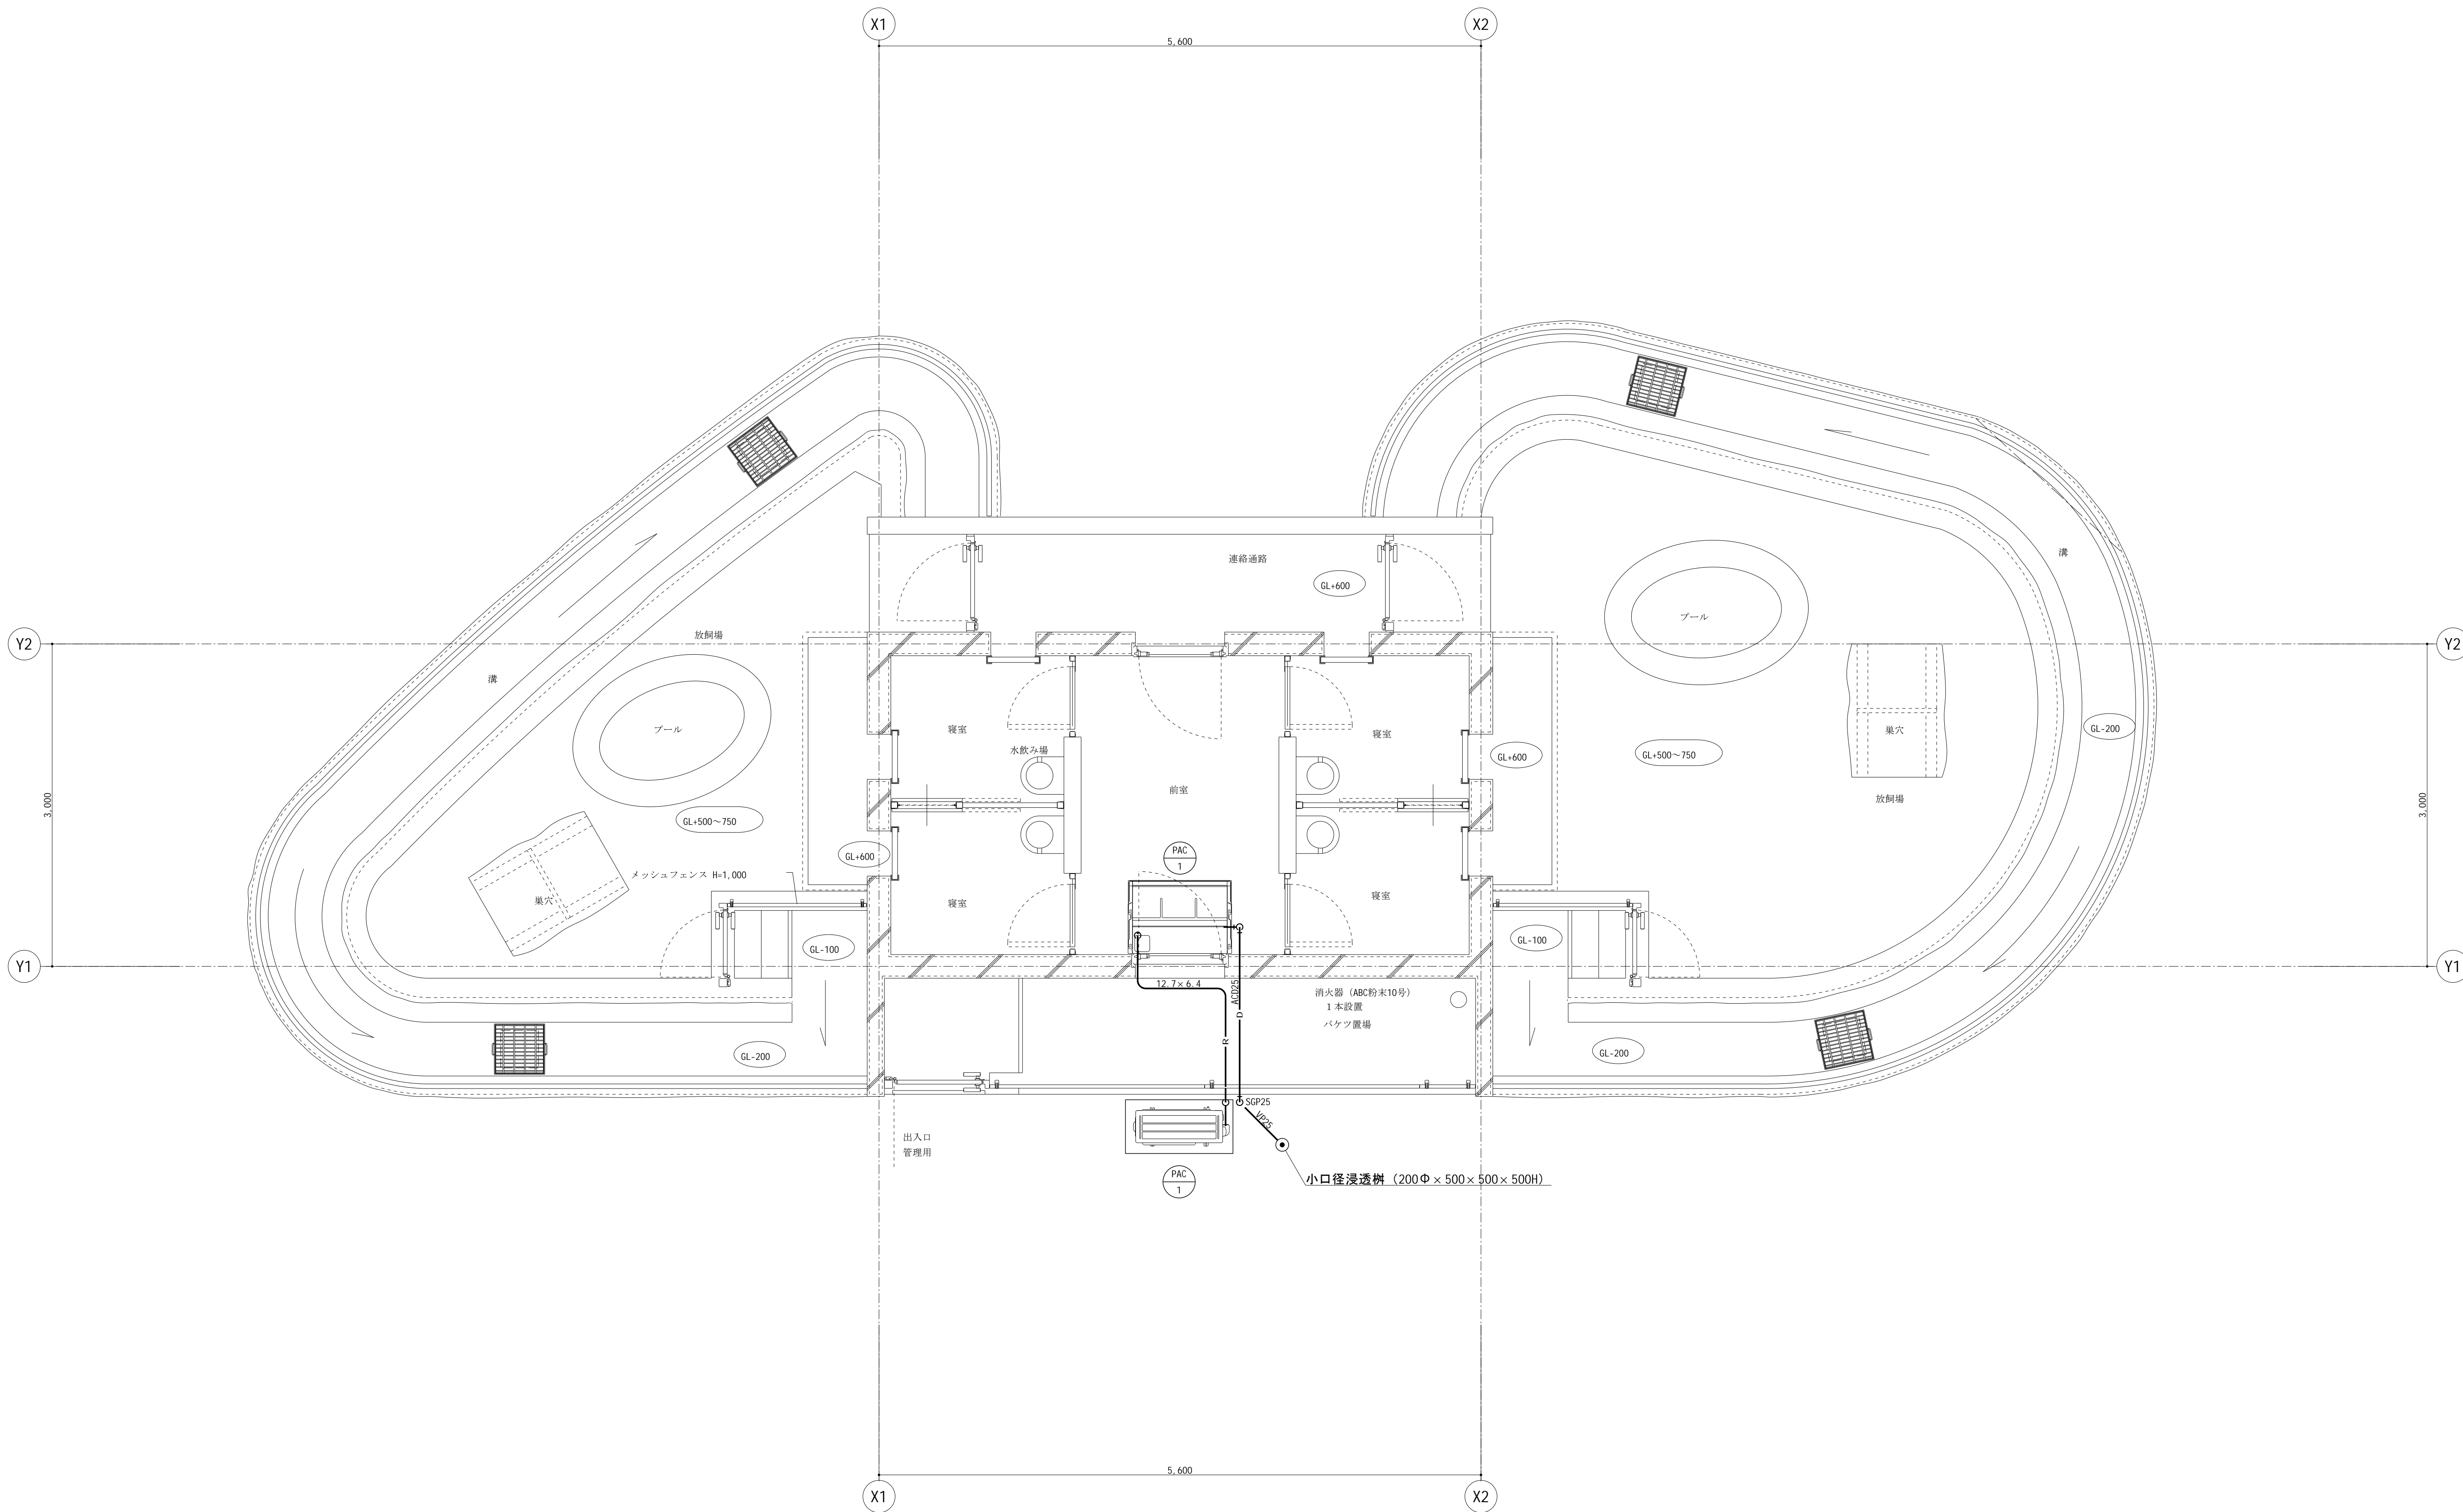 X1
X2
5,600
連絡通路
GL+600
溝
プール
放飼場
Y2
Y2
溝
プール
寝室
水飲み場
寝室
GL-200
巣穴
GL+600
GL+500～750
前室
放飼場
3,000
3,000
GL+500～750
PAC
1
GL+600
メッシュフェンス H=1,000
巣穴
寝室
寝室
GL-100
GL-100
Y1
Y1
12.7×6.4
ACD25
消火器（ABC粉末10号）
１本設置
バケツ置場
D
R
GL-200
GL-200
SGP25
VP25
出入口
管理用
PAC
1
小口径浸透桝（200Φ×500×500×500H）
5,600
X1
X2